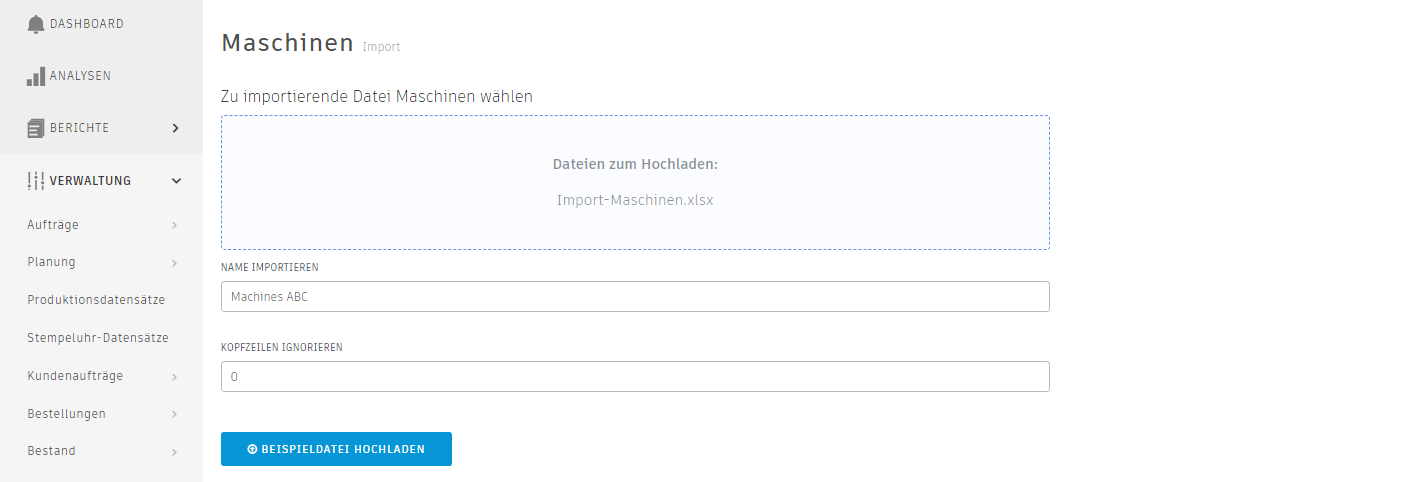 DASHBOARD
ANALYSEN
BERICHTE
VERWALTUNG
Aufträge
Planung
Produktionsdatensätze
Stempeluhr-Datensätze
Kundenaufträge
Bestellungen
Bestand
Maschinen Import
Zu importierende Datei Maschinen wählen
Dateien zum Hochladen:
Import-Maschinen.xlsx
NAME IMPORTIEREN
Machines ABC
KOPFZEILEN IGNORIEREN
0
BEISPIELDATEI HOCHLADEN